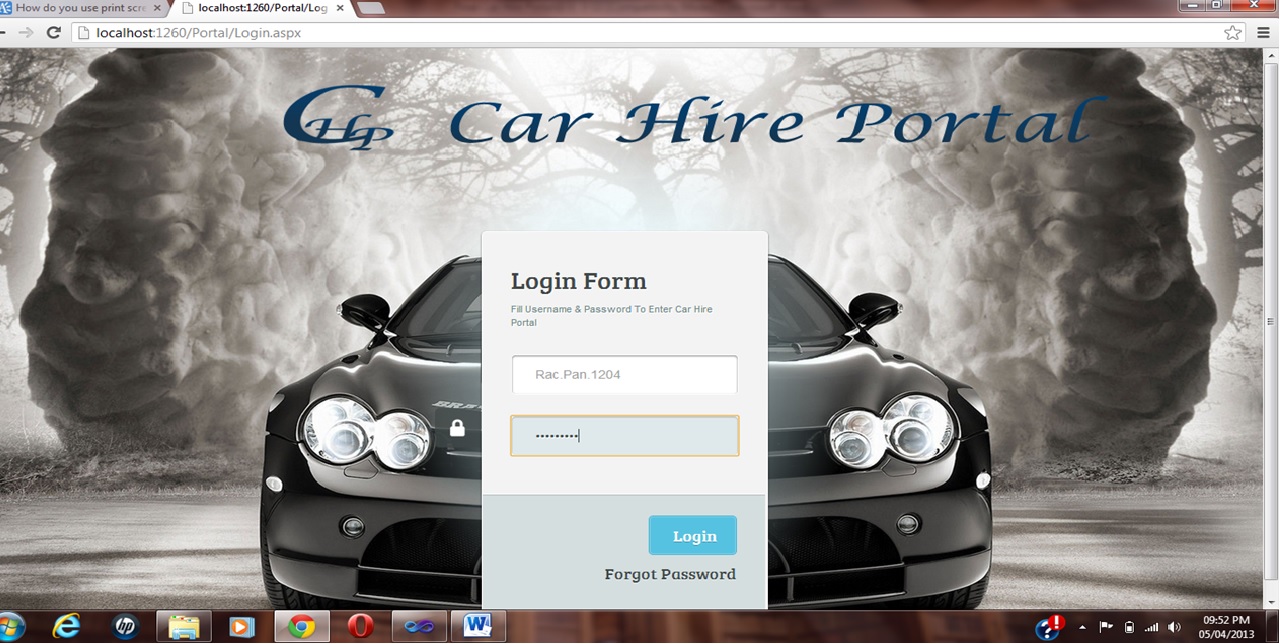 How do you use print scre
localhost:1260/Portal/Log
localhost:1260/Portal/Login.aspx
CHP Car Hire Portal
Login Form
Fill Username & Password To Enter Car Hire
Portal
Rac.Pan.1204
•••••••••
Login
Forgot Password
hp
W
09:52 PM
05/04/2013